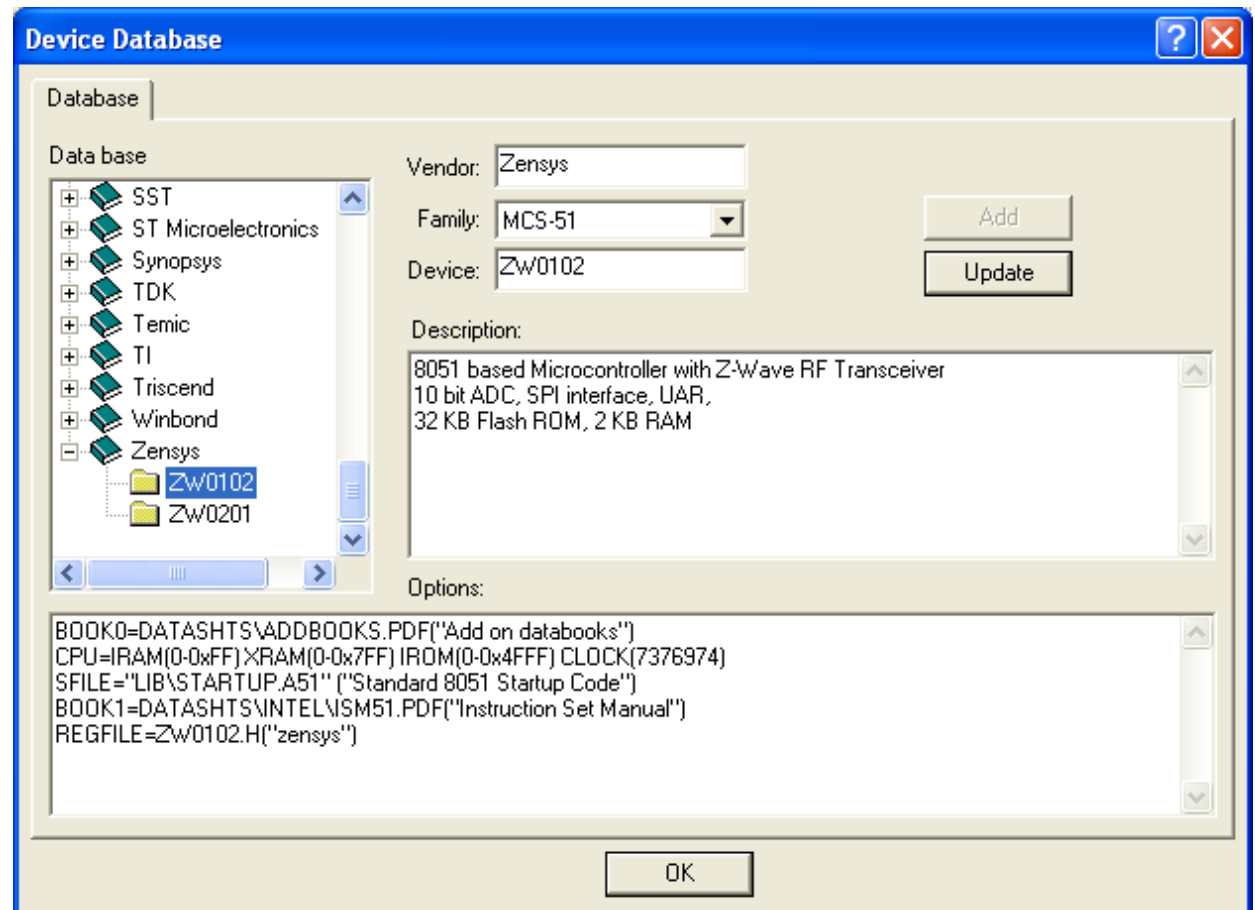 Device Database
Database
Data base
SST
ST Microelectronics
Synopsys
TDK
Temic
TI
Triscend
Winbond
Zensys
ZW0102
ZW0201
Vendor: Zensys
Family: MCS-51
Device: ZW0102
Add
Update
Description:
8051 based Microcontroller with Z-Wave RF Transceiver
10 bit ADC, SPI interface, UAR,
32 KB Flash ROM, 2 KB RAM
Options:
BOOK0=DATASHTS\ADDBOOKS.PDF("Add on databooks")
CPU=IRAM(0-0xFF) XRAM(0-0x7FF) IROM(0-0x4FFF) CLOCK(7376974)
SFILE="LIB\STARTUP.A51" ("Standard 8051 Startup Code")
BOOK1=DATASHTS\INTEL\ISM51.PDF("Instruction Set Manual")
REGFILE=ZW0102.H("zensys")
OK